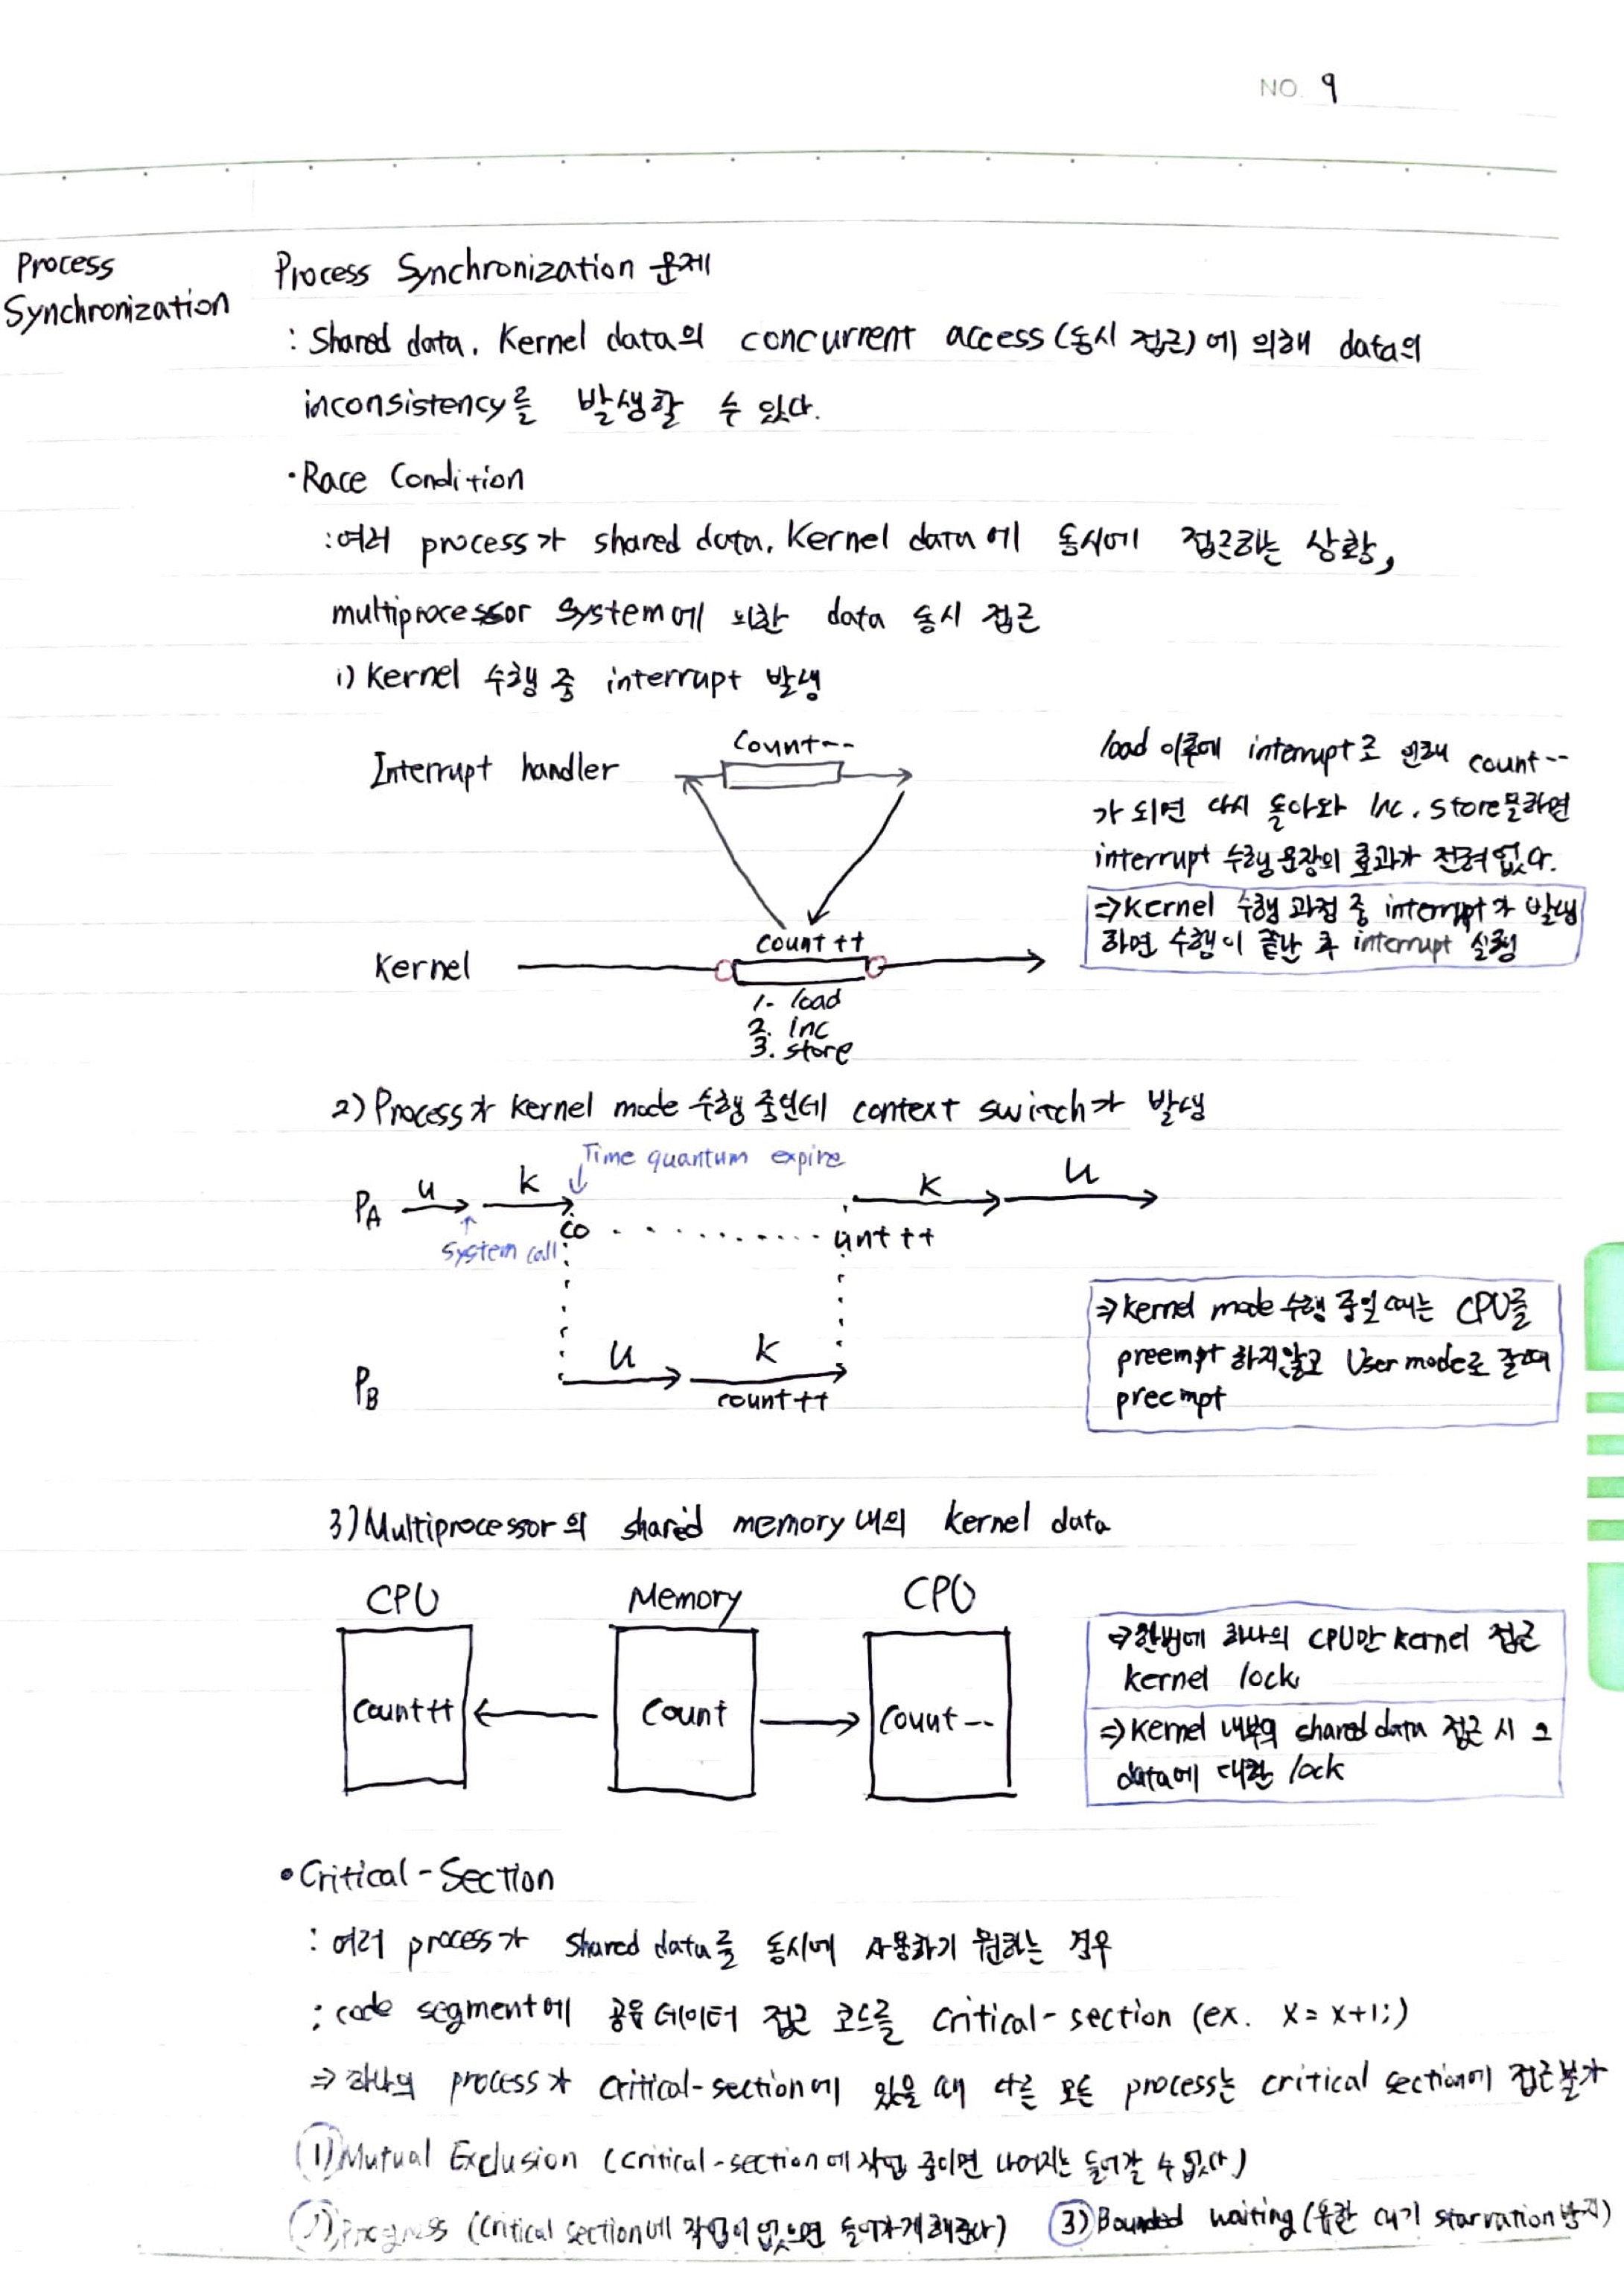 NO. 9
Process
Synchronization
Process Synchronization 문제
: Shared data, Kernel data의 concurrent access(동시 접근)에 의해 data의
inconsistency를 발생할 수 있다.
·Race Condition
:여러 process가 shared data, Kernel data에 동시에 접근하는 상황,
multiprocessor system에 의한 data 동시 접근
1) Kernel 수행 중 interrupt 발생
Count--
Interrupt handler
load 이후에 interrupt로 인해 count--
가 되면 다시 돌아와 inc, store를하면
interrupt 수행 문장의 효과가 전혀 없다.
⇒Kernel 수행 과정 중 interrupt가 발생
하면 수행이 끝난 후 interrupt 실행
count++
Kernel
1. load
2. inc
3. store
2) Process가 Kernel mode 수행 중인데 context switch가 발생
Time quantum expire
PA u k K u
co ........... unt++
System call
PB u k
count++
⇒Kernel mode 수행 중일 때는 CPU를
preempt 하지않고 User mode로 갈때
preempt
3) Multiprocessor의 shared memory 내의 kernel data
CPU Memory CPU
Count++ Count Count--
⇒한번에 하나의 CPU만 Kernel 접근
kernel lock
⇒Kernel 내부의 shared data 접근 시 그
data에 대한 lock
•Critical-Section
: 여러 process가 shared data를 동시에 사용하기 원하는 경우
: code segment에 공유 데이터 접근 코드를 critical-section (ex. x = x+1;)
⇒ 하나의 process가 critical-section에 있을 때 다른 모든 process는 critical section에 접근불가
1) Mutual Exclusion (critical-section에 작업 중이면 나머지는 들어갈 수 없다)
2) Progress (critical section에 작업이 없으면 들어가게 해준다) 3) Bounded waiting (유한 대기 starvation 방지)